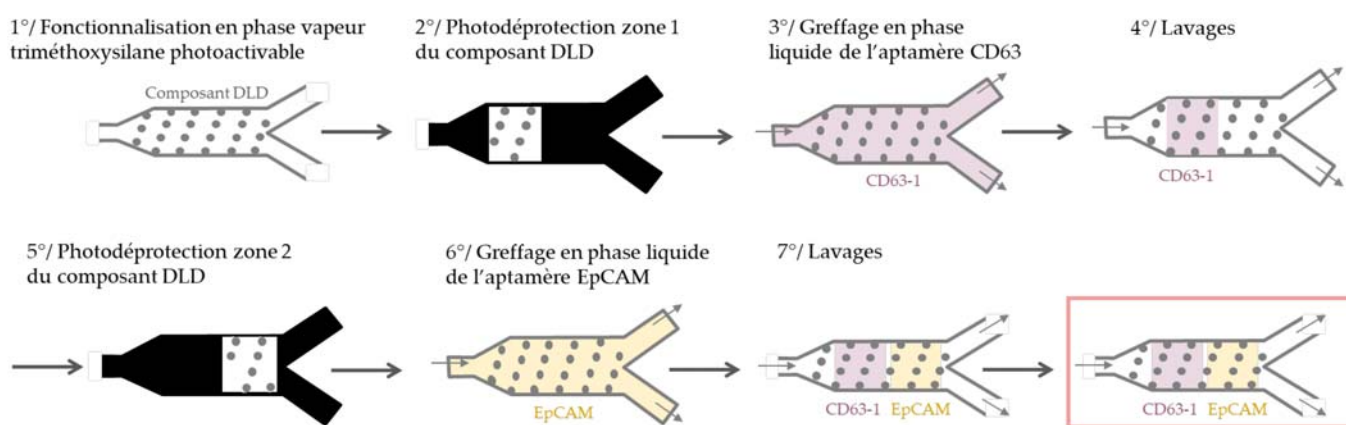 1°/ Fonctionnalisation en phase vapeur
triméthoxysilane photoactivable
Composant DLD
2°/ Photodéprotection zone 1
du composant DLD
3°/ Greffage en phase
liquide de l'aptamère CD63
CD63-1
4°/ Lavages
CD63-1
5°/ Photodéprotection zone 2
du composant DLD
6°/ Greffage en phase liquide
de l'aptamère EpCAM
EpCAM
7°/ Lavages
CD63-1 EpCAM
CD63-1 EpCAM